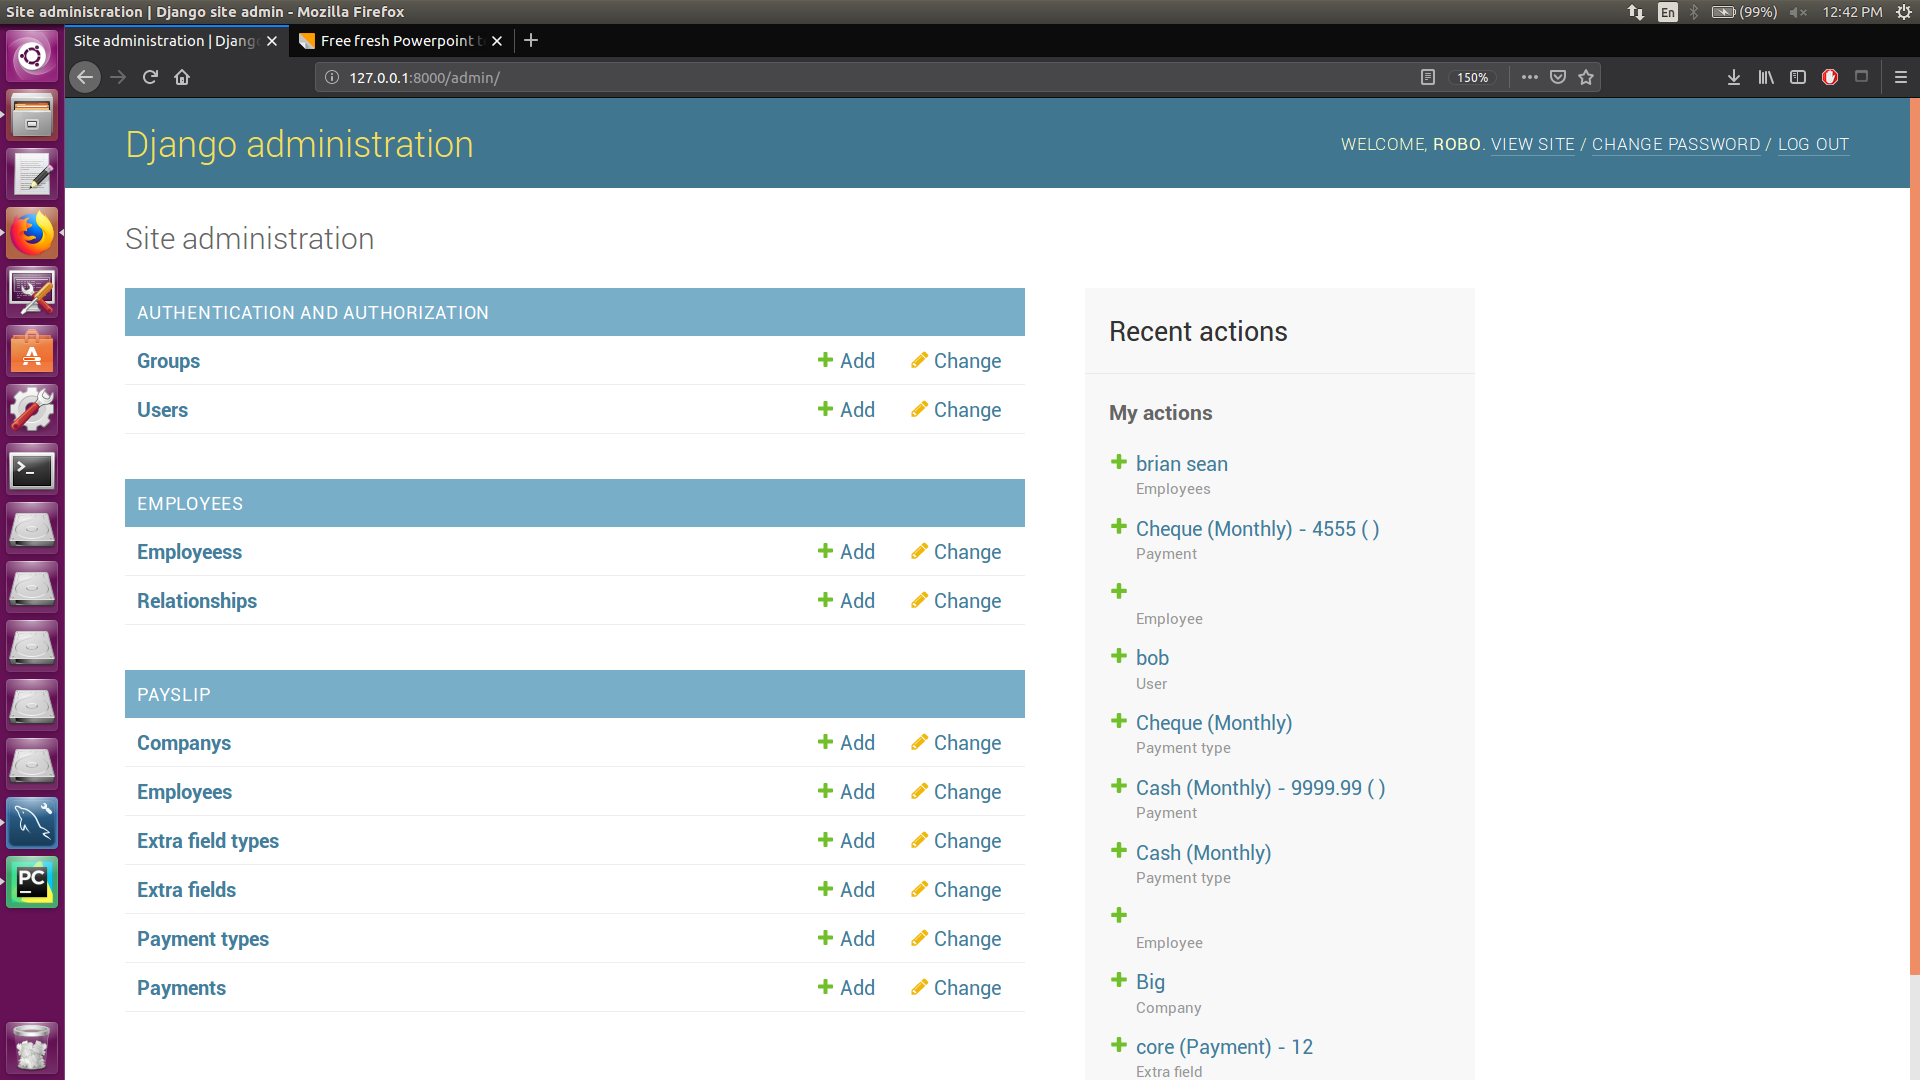 Site administration | Django site admin - Mozilla Firefox
En
(99%)
12:42 PM
Site administration | Djang
Free fresh Powerpoint t
127.0.0.1:8000/admin/
150%
Django administration
WELCOME, ROBO. VIEW SITE / CHANGE PASSWORD / LOG OUT
Site administration
AUTHENTICATION AND AUTHORIZATION
Groups Add Change
Users Add Change
EMPLOYEES
Employeess Add Change
Relationships Add Change
PAYSLIP
Companys Add Change
Employees Add Change
Extra field types Add Change
Extra fields Add Change
Payment types Add Change
Payments Add Change
Recent actions
My actions
brian sean
Employees
Cheque (Monthly) - 4555 ( )
Payment
Employee
bob
User
Cheque (Monthly)
Payment type
Cash (Monthly) - 9999.99 ( )
Payment
Cash (Monthly)
Payment type
Employee
Big
Company
core (Payment) - 12
Extra field
PC